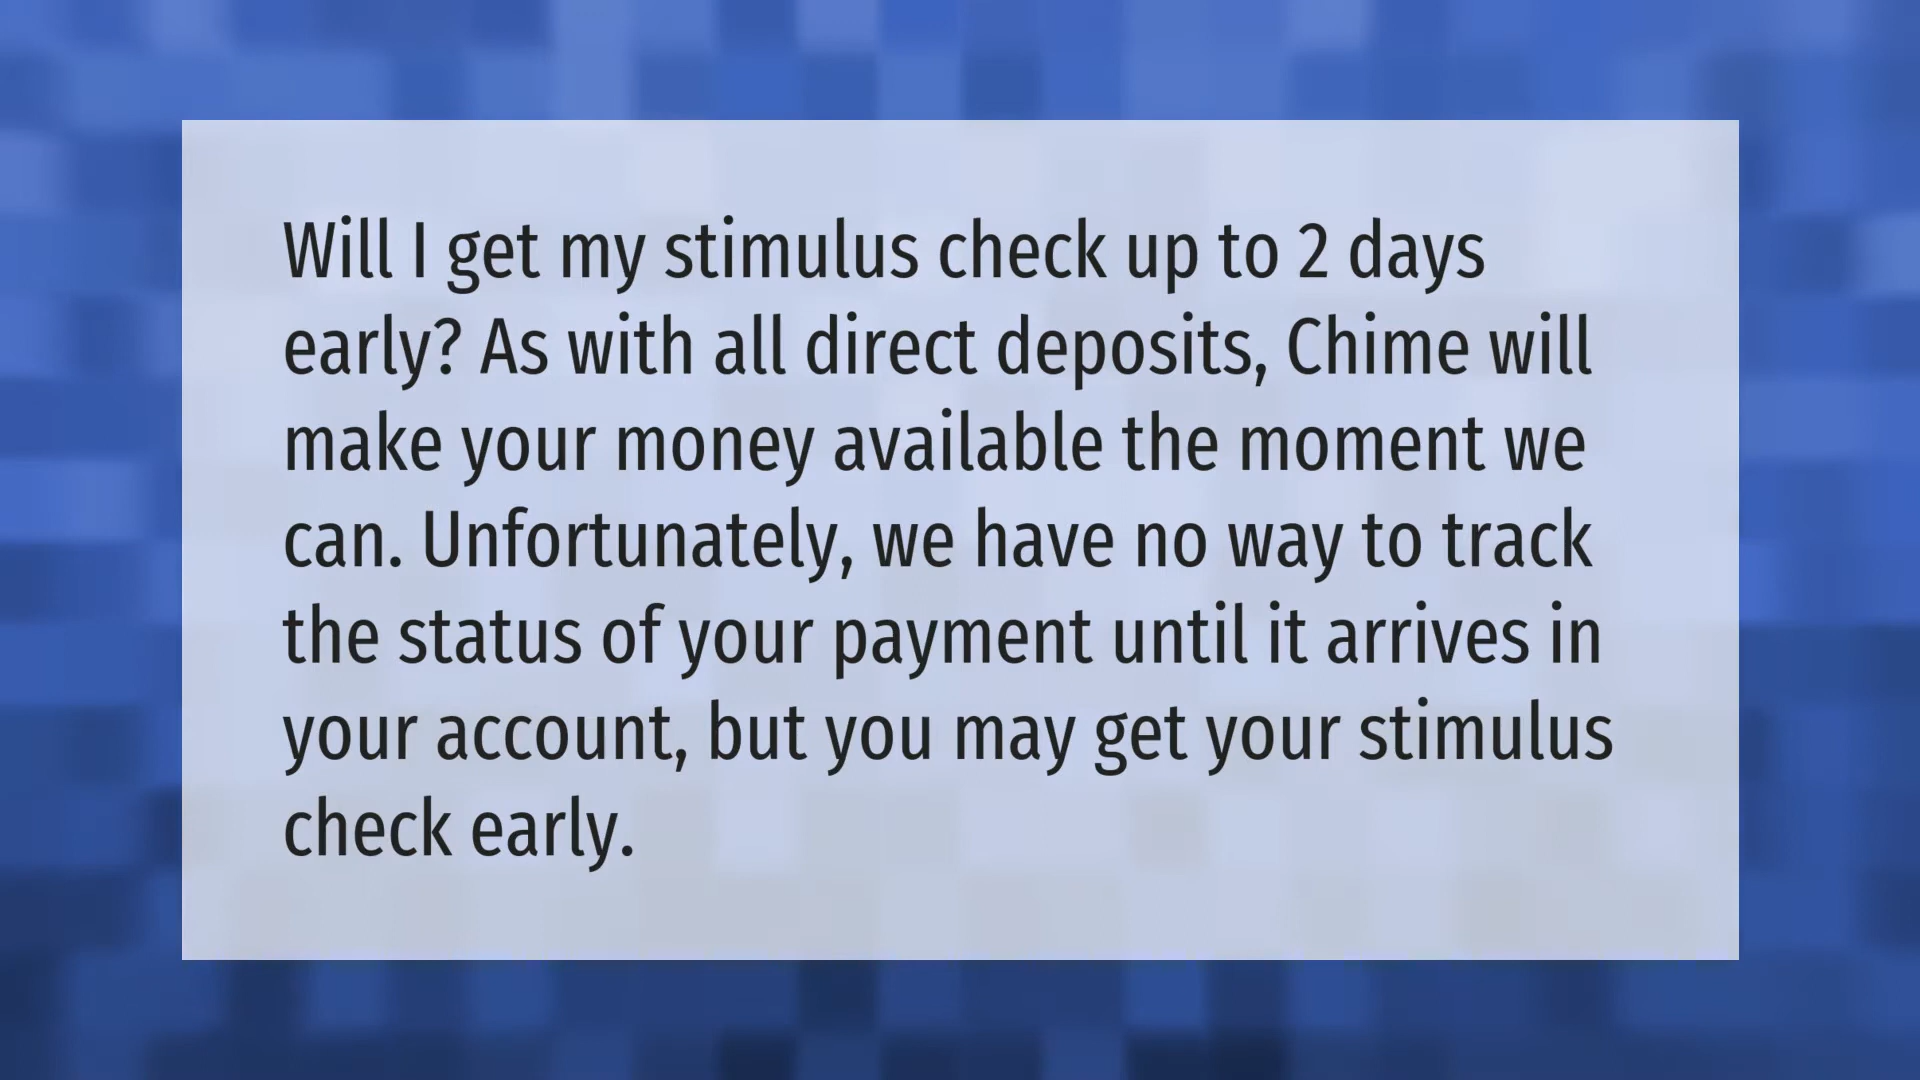 Will I get my stimulus check up to 2 days
early? As with all direct deposits, Chime will
make your money available the moment we
can. Unfortunately, we have no way to track
the status of your payment until it arrives in
your account, but you may get your stimulus
check early.